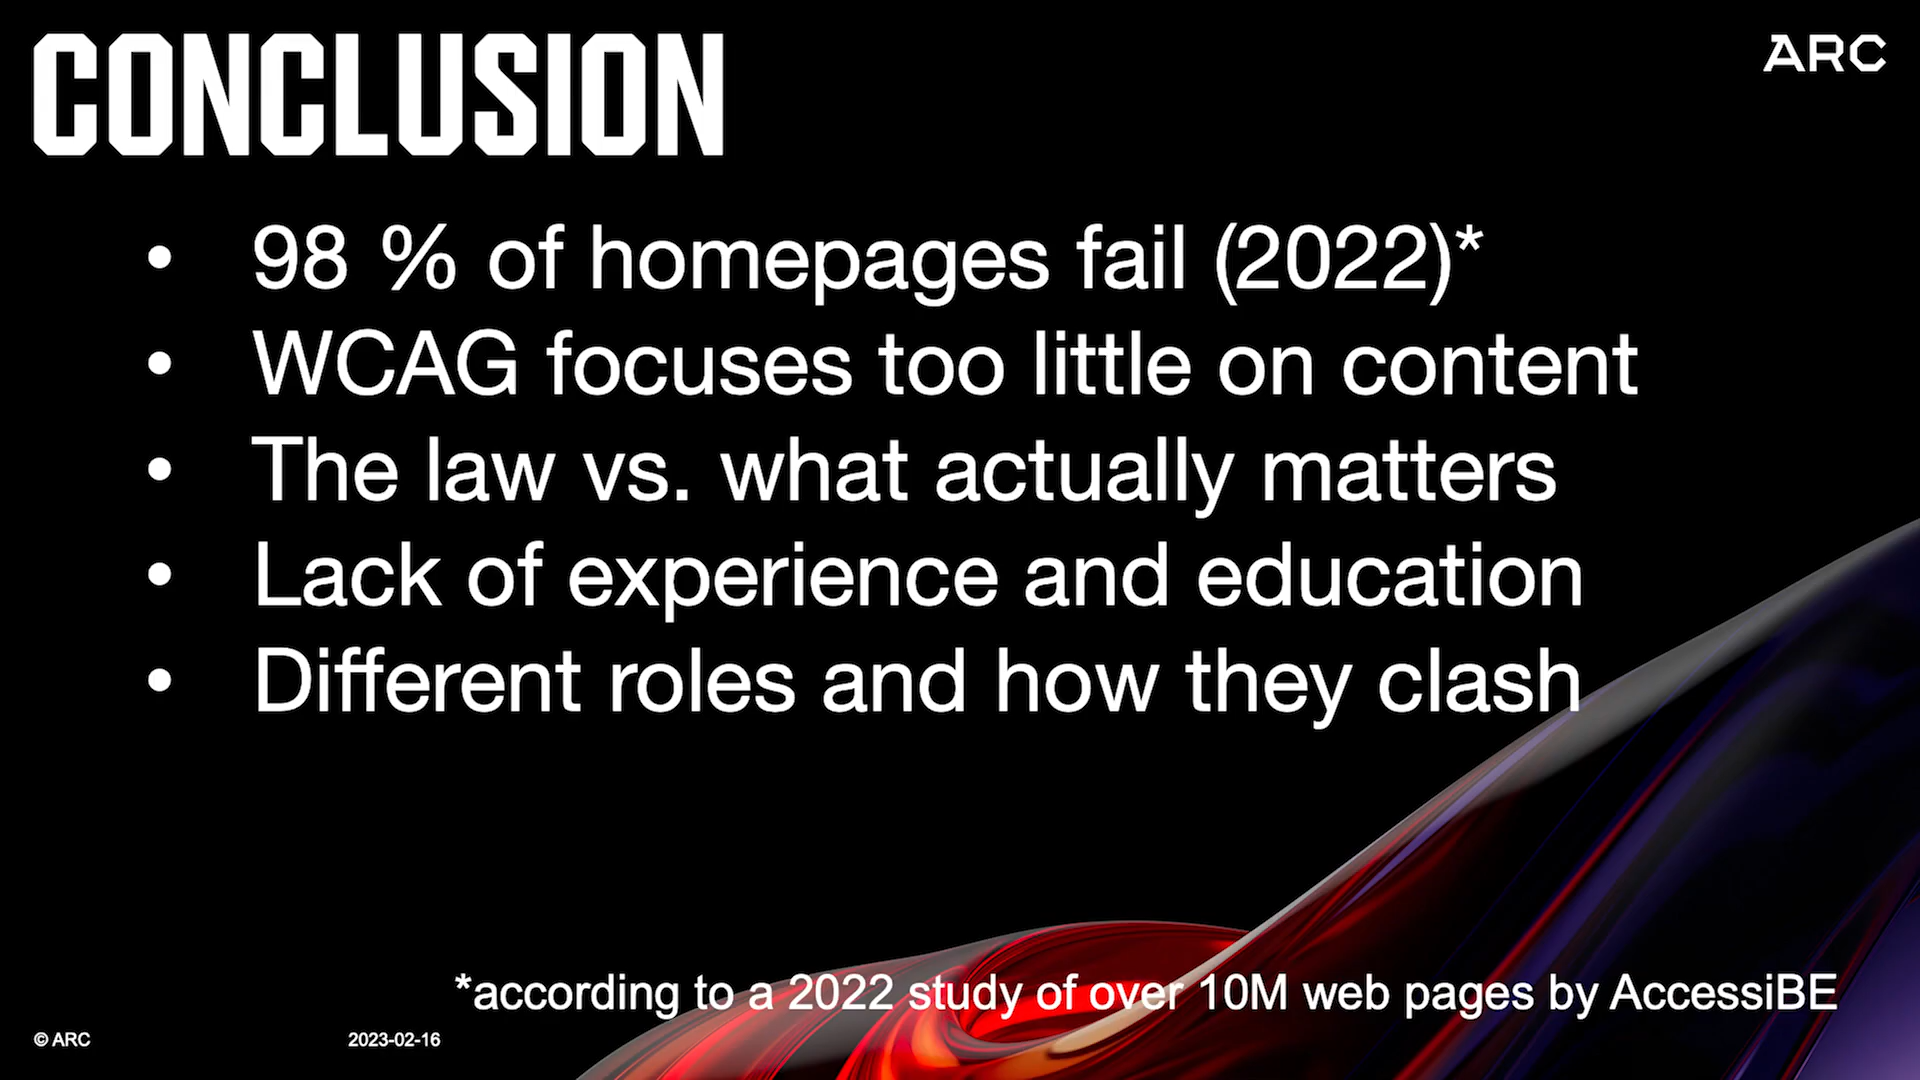 CONCLUSION
ARC
• 98 % of homepages fail (2022)*
• WCAG focuses too little on content
• The law vs. what actually matters
• Lack of experience and education
• Different roles and how they clash
*according to a 2022 study of over 10M web pages by AccessiBE
© ARC
2023-02-16